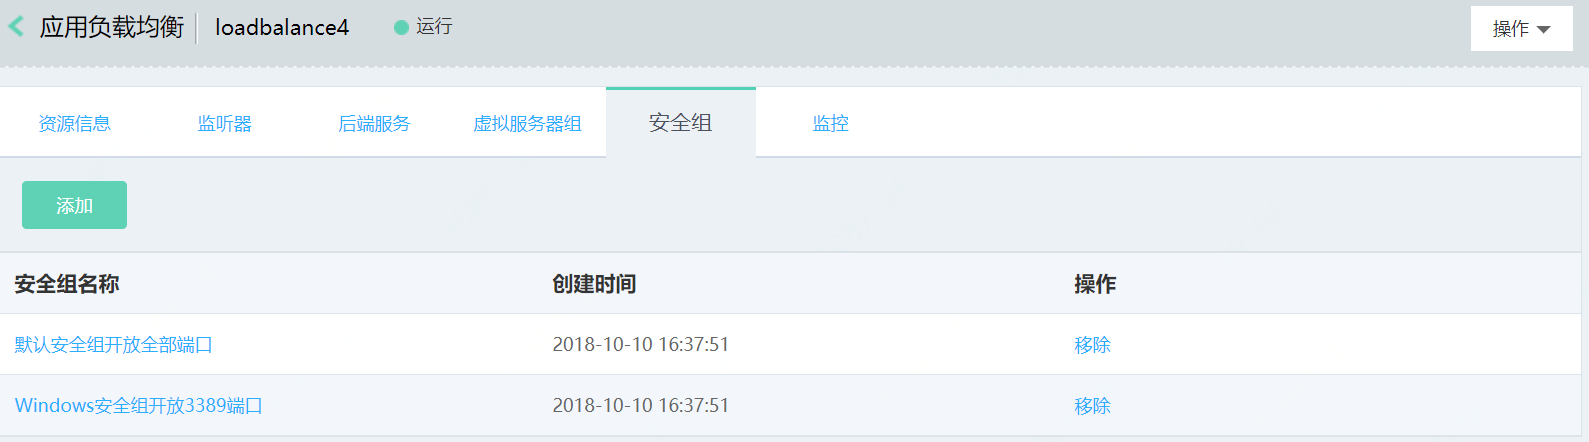 应用负载均衡 loadbalance4 运行 操作
资源信息 监听器 后端服务 虚拟服务器组 安全组 监控
添加
安全组名称 创建时间 操作
默认安全组开放全部端口 2018-10-10 16:37:51 移除
Windows安全组开放3389端口 2018-10-10 16:37:51 移除